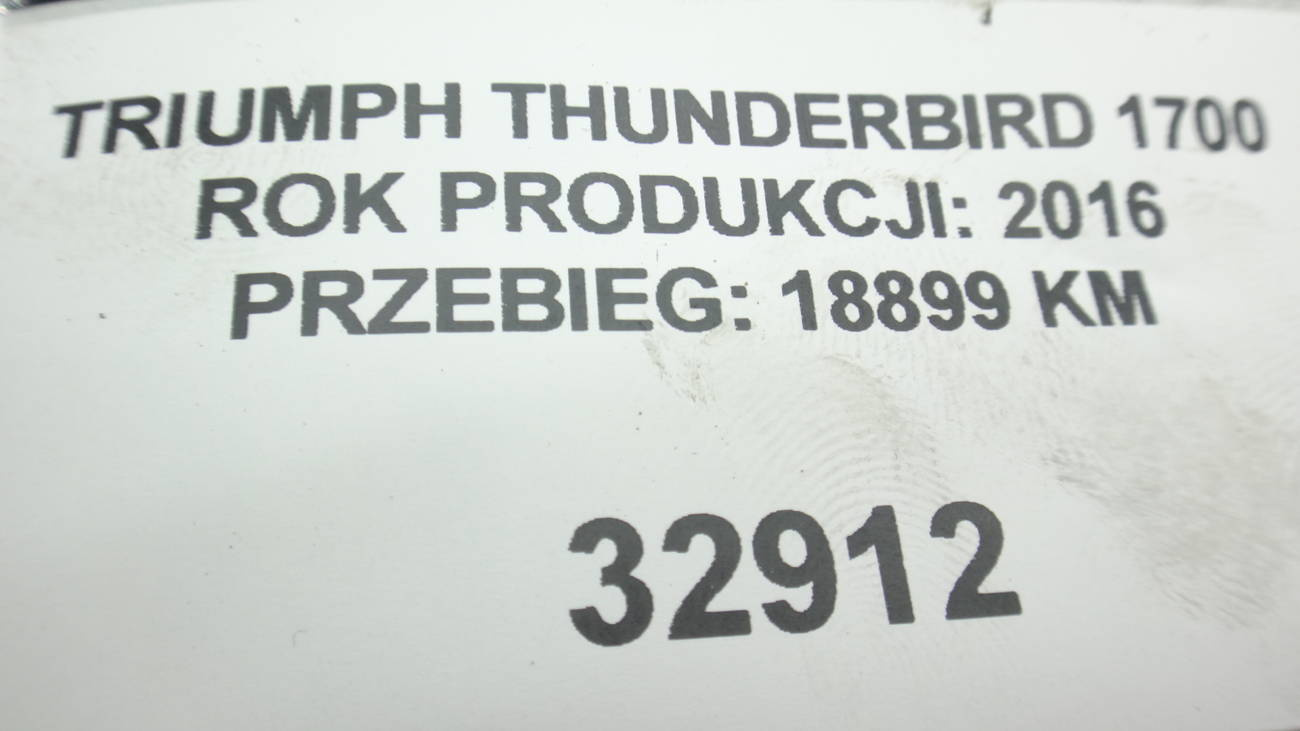 TRIUMPH THUNDERBIRD 1700
ROK PRODUKCJI: 2016
PRZEBIEG: 18899 KM
32912